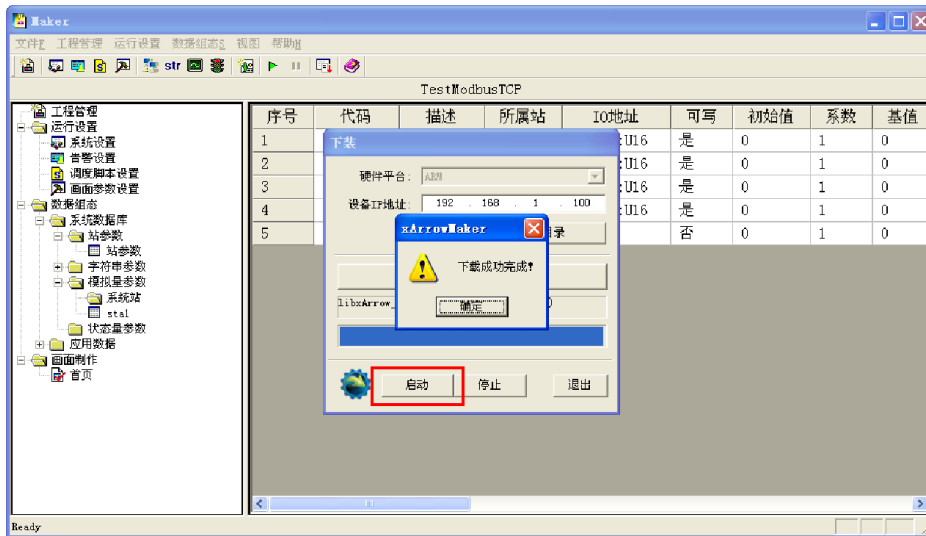 Maker
文件F 工程管理 运行设置 数据组态S 视图 帮助H
str
TestModbusTCP
工程管理
运行设置
系统设置
告警设置
调度脚本设置
画面参数设置
数据组态
系统数据库
站参数
站参数
字符串参数
模拟量参数
系统站
sta1
状态量参数
应用数据
画面制作
首页
序号 代码 描述 所属站 IO地址 可写 初始值 系数 基值
1 :U16 是 0 1 0
2 :U16 是 0 1 0
3 :U16 是 0 1 0
4 :U16 是 0 1 0
5 否 0 1 0
下装
硬件平台: ARM
设备IP地址: 192 . 168 . 1 . 100
录
libxArrow_
xArrowMaker
下载成功完成!
确定
启动 停止 退出
Ready